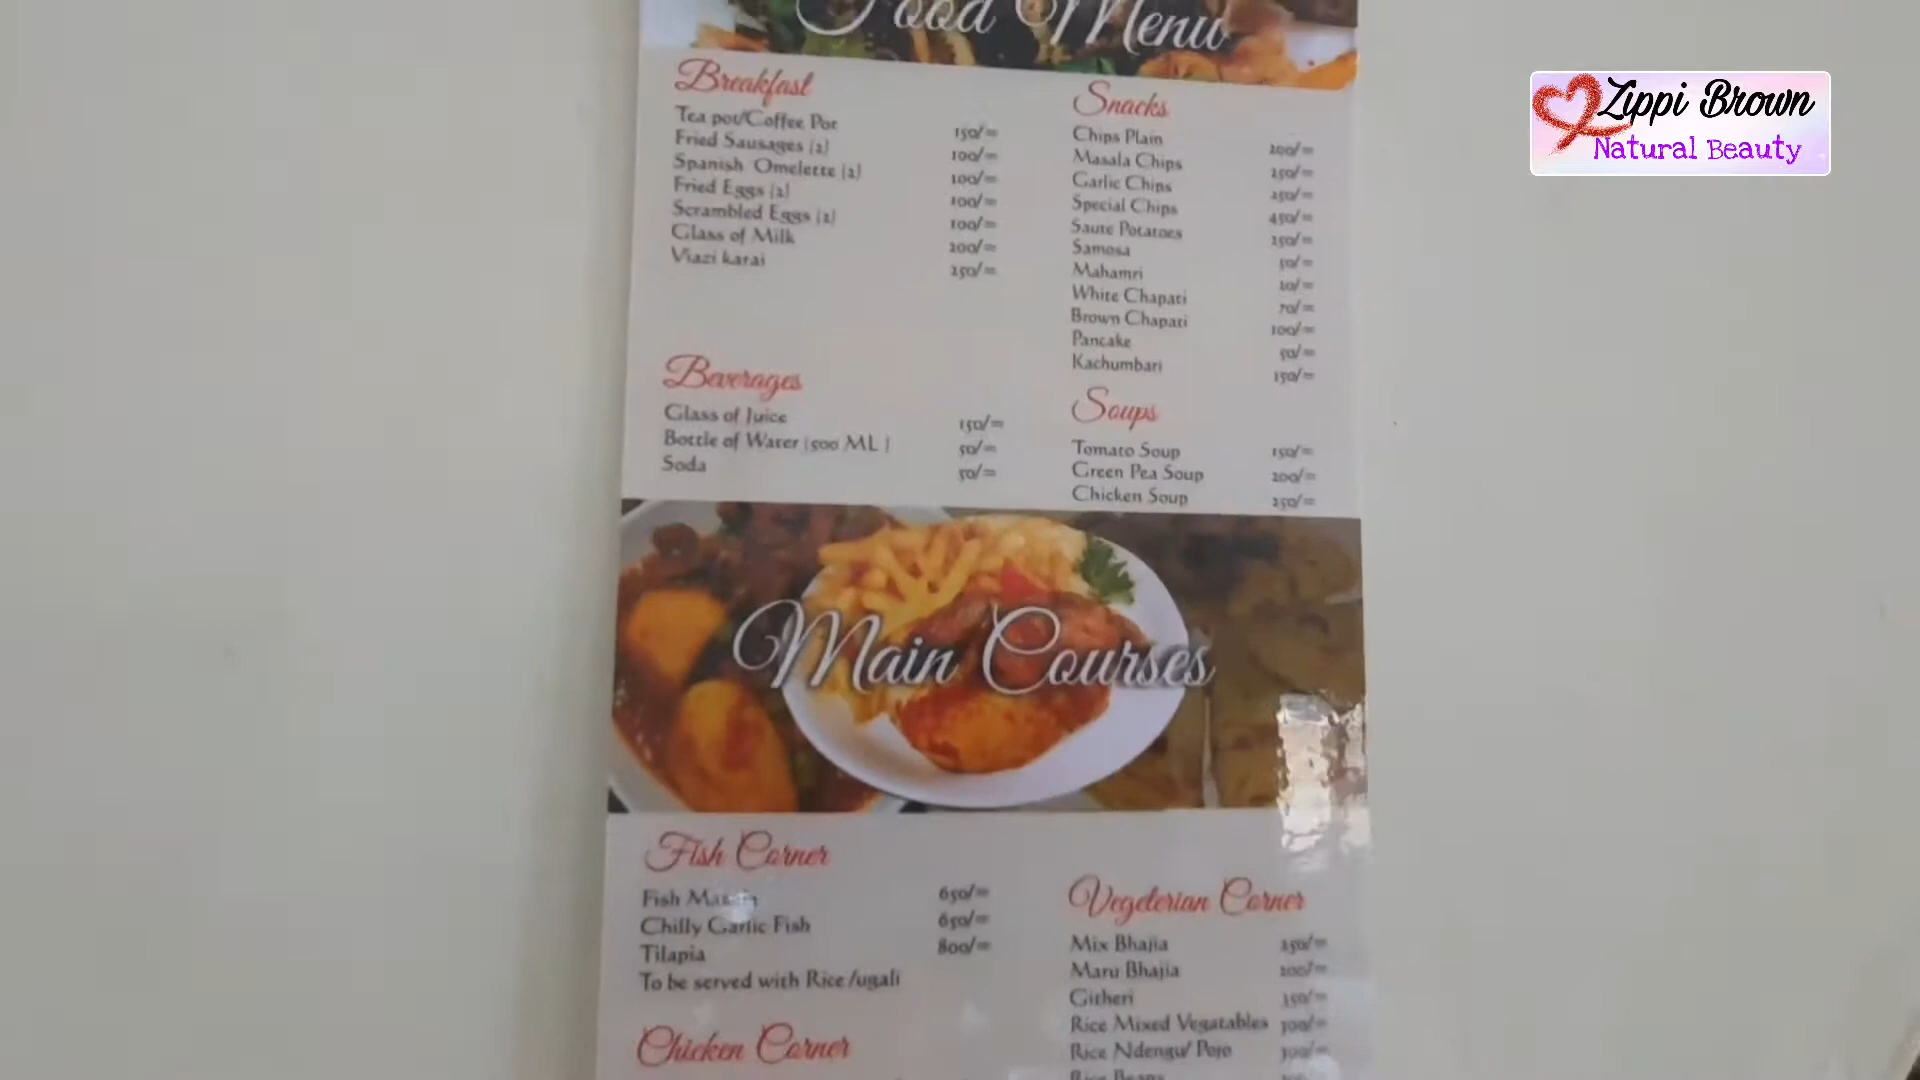 Food Menu
Breakfast
Tea pot/Coffee Pot 150/=
Fried Sausages (2) 100/=
Spanish Omelette (2) 100/=
Fried Eggs (2) 100/=
Scrambled Eggs (2) 100/=
Glass of Milk 200/=
Viazi karai 250/=
Beverages
Glass of Juice 150/=
Bottle of Water (500 ML ) 50/=
Soda 50/=
Snacks
Chips Plain 200/=
Masala Chips 250/=
Garlic Chips 250/=
Special Chips 450/=
Saute Potatoes 250/=
Samosa 50/=
Mahamri 20/=
White Chapati 70/=
Brown Chapati 100/=
Pancake 50/=
Kachumbari 150/=
Soups
Tomato Soup 150/=
Green Pea Soup 200/=
Chicken Soup 250/=
Main Courses
Fish Corner
Fish 650/=
Chilly Garlic Fish 650/=
Tilapia 800/=
To be served with Rice /ugali
Chicken Corner
Vegeterian Corner
Mix Bhajia 250/=
Maru Bhajia 200/=
Githeri
Rice Mixed Vegatables 300/=
Rice Ndengu/ Pojo 300/=
Rice Beans
Zippi Brown
Natural Beauty